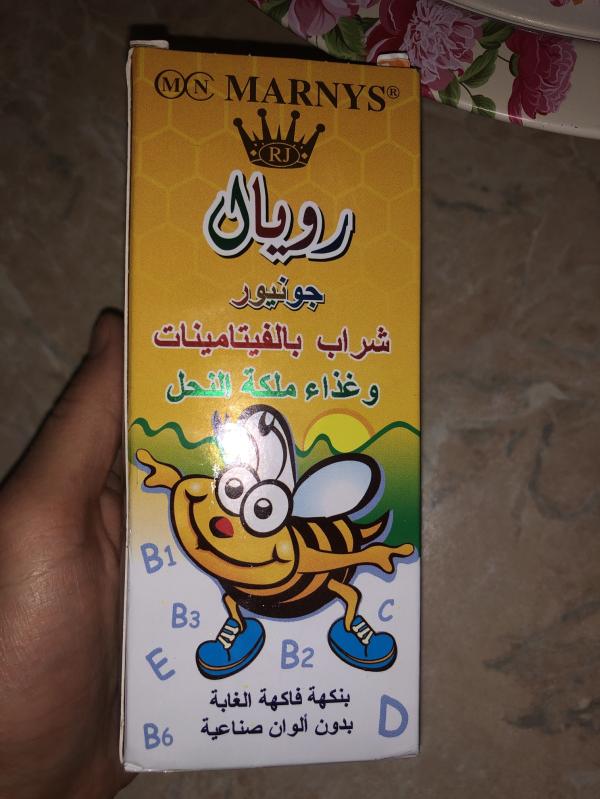 MNC MARNYS®
RJ
رويال
جونيور
شراب بالفيتامينات
وغذاء ملكة النحل
B1
B3
C
E
B2
B6
D
بنكهة فاكهة الغابة
بدون ألوان صناعية